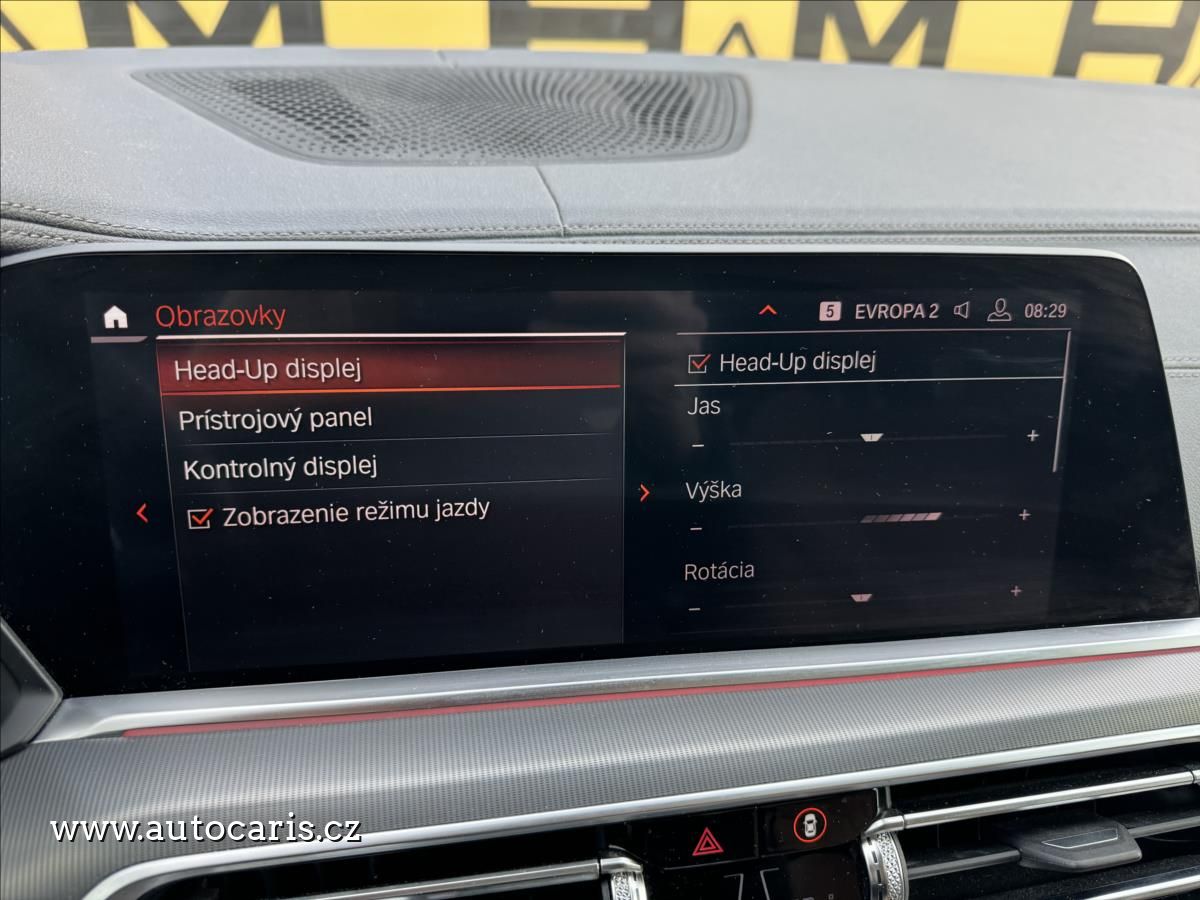 M H M H
Obrazovky
5 EVROPA 2 08:29
Head-Up displej
Prístrojový panel
Kontrolný displej
Zobrazenie režimu jazdy
Head-Up displej
Jas
- +
Výška
- +
Rotácia
- +
www.autocaris.cz